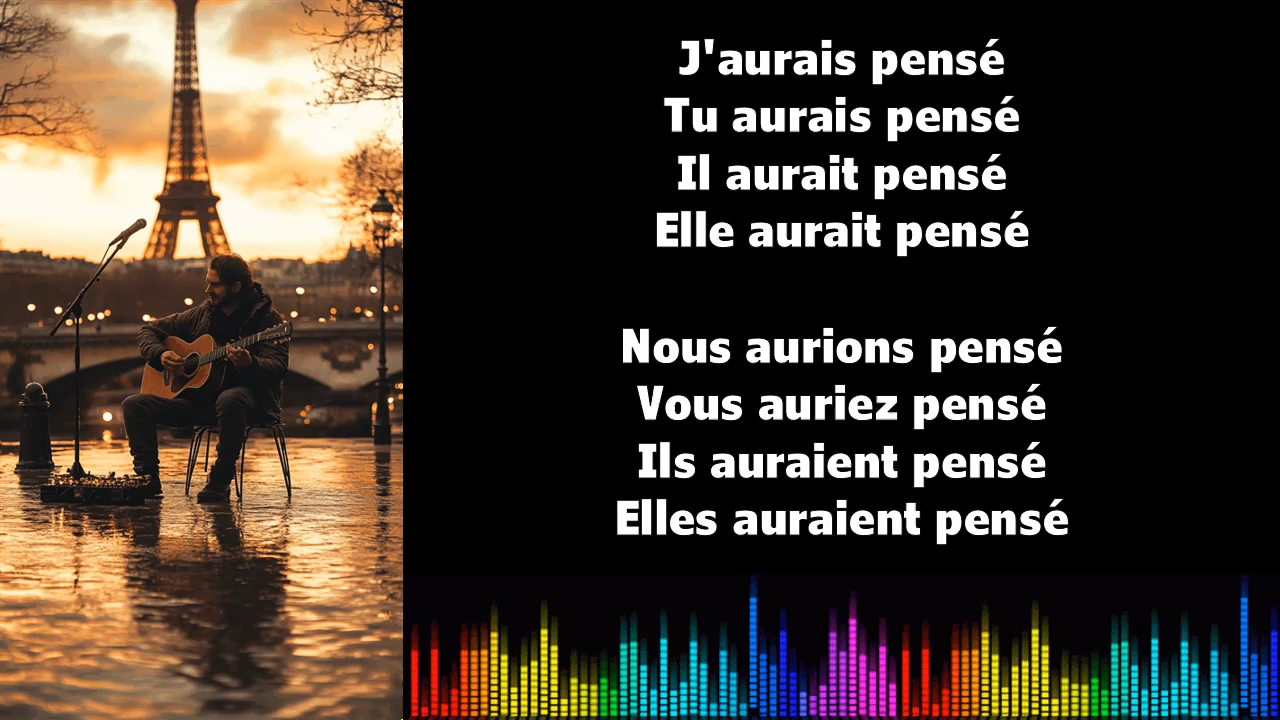 J'aurais pensé
Tu aurais pensé
Il aurait pensé
Elle aurait pensé
Nous aurions pensé
Vous auriez pensé
Ils auraient pensé
Elles auraient pensé